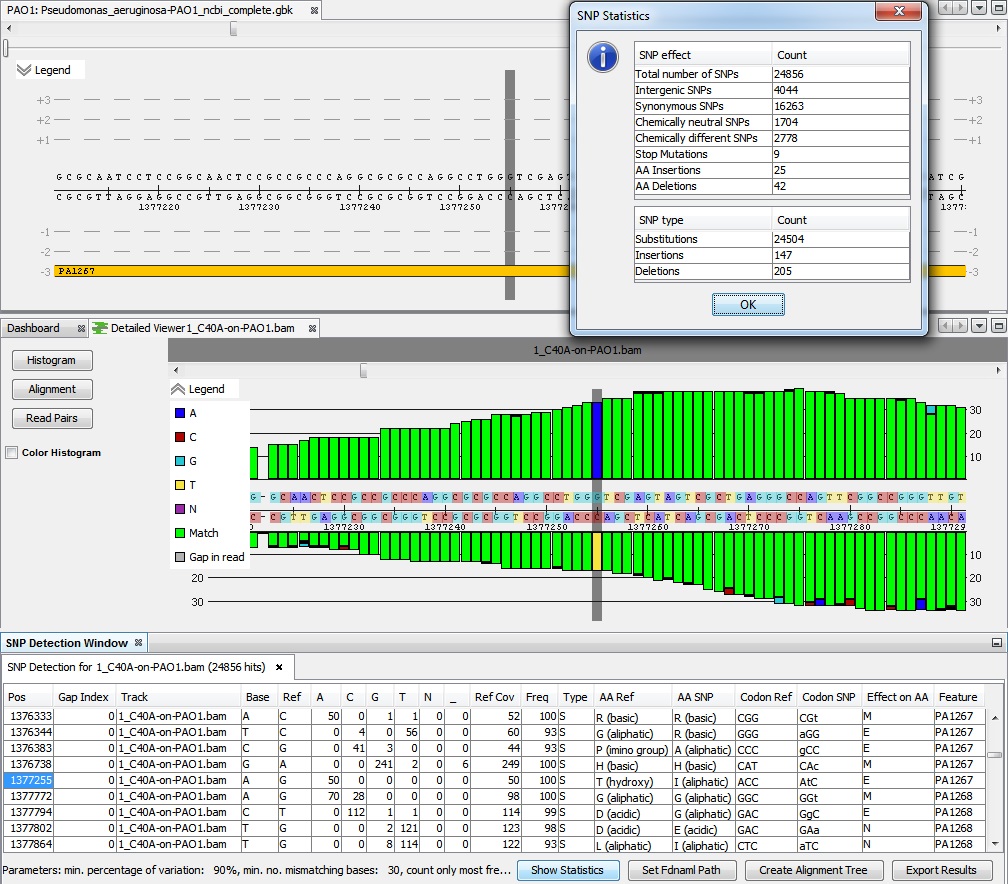 PAO1: Pseudomonas_aeruginosa-PAO1_ncbi_complete.gbk
Legend
+3
+2
+1
+3
+2
+1
1377220 1377230 1377240 1377250
-1
-2
-3
-1
-2
-3
PA1267
SNP Statistics
SNP effect Count
Total number of SNPs 24856
Intergenic SNPs 4044
Synonymous SNPs 16263
Chemically neutral SNPs 1704
Chemically different SNPs 2778
Stop Mutations 9
AA Insertions 25
AA Deletions 42
SNP type Count
Substitutions 24504
Insertions 147
Deletions 205
OK
Dashboard Detailed Viewer1_C40A-on-PAO1.bam
Histogram
Alignment
Read Pairs
Color Histogram
1_C40A-on-PAO1.bam
Legend
A
C
G
T
N
Match
Gap in read
30
20
10
1377230 1377240 1377250 1377260 1377270 1377280 137729
10
20 20
30 30
SNP Detection Window
SNP Detection for 1_C40A-on-PAO1.bam (24856 hits)
Pos Gap Index Track Base Ref A C G T N _ Ref Cov Freq Type AA Ref AA SNP Codon Ref Codon SNP Effect on AA Feature
1376333 0 1_C40A-on-PAO1.bam A C 50 0 1 1 0 0 52 100 S R (basic) R (basic) CGG CGt M PA1267
1376344 0 1_C40A-on-PAO1.bam T C 0 4 0 56 0 0 60 93 S G (aliphatic) R (basic) GGG aGG E PA1267
1376383 0 1_C40A-on-PAO1.bam C G 0 41 3 0 0 0 44 93 S P (imino group) A (aliphatic) CCC gCC E PA1267
1376738 0 1_C40A-on-PAO1.bam G A 0 0 241 2 0 6 249 100 S H (basic) H (basic) CAT CAc M PA1267
1377255 0 1_C40A-on-PAO1.bam A G 50 0 0 0 0 0 50 100 S T (hydroxy) I (aliphatic) ACC AtC E PA1267
1377772 0 1_C40A-on-PAO1.bam A G 70 28 0 0 0 0 98 100 S G (aliphatic) G (aliphatic) GGC GGt M PA1268
1377794 0 1_C40A-on-PAO1.bam C T 0 112 1 1 0 0 114 99 S D (acidic) G (aliphatic) GAC GgC E PA1268
1377802 0 1_C40A-on-PAO1.bam T G 0 0 2 121 0 0 123 98 S D (acidic) E (acidic) GAC GAa N PA1268
1377864 0 1_C40A-on-PAO1.bam T G 0 0 8 114 0 0 122 93 S L (aliphatic) I (aliphatic) CTC aTC N PA1268
Parameters: min. percentage of variation: 90%, min. no. mismatching bases: 30, count only most fre... Show Statistics Set Fdnaml Path Create Alignment Tree Export Results